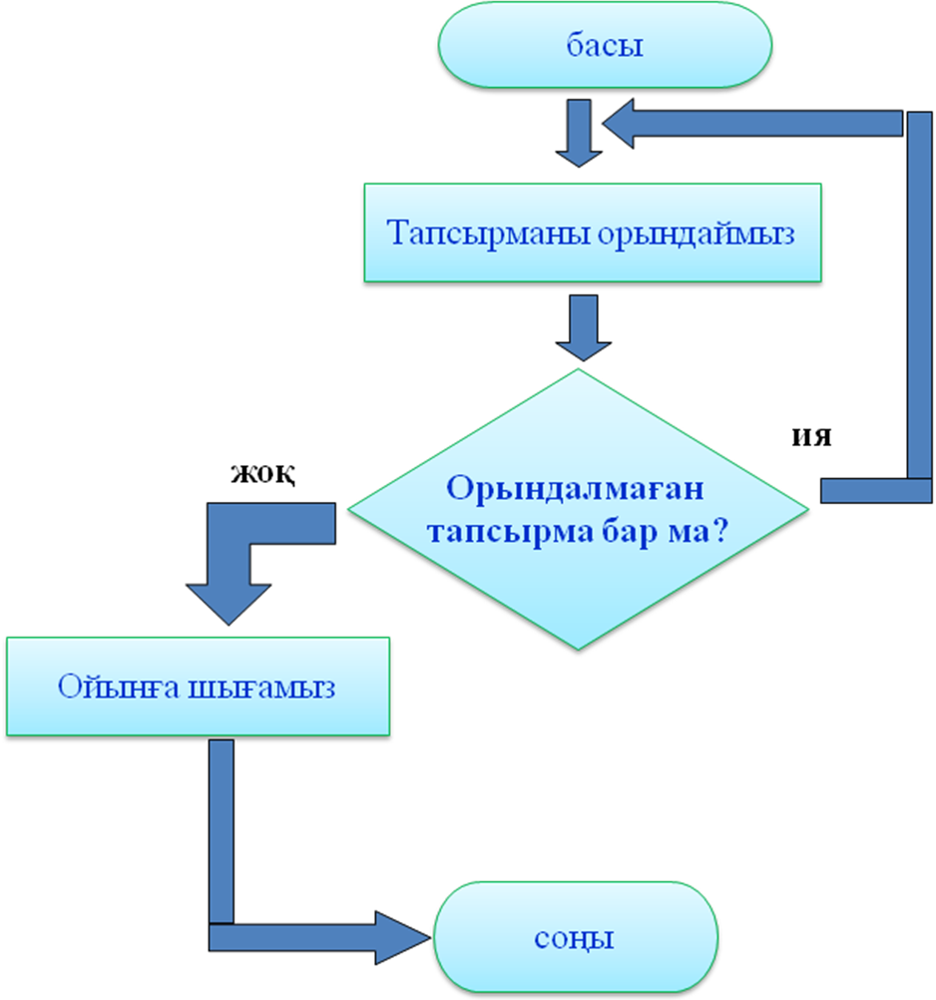 басы
Тапсырманы орындаймыз
ия
жоқ
Орындалмаған
тапсырма бар ма?
Ойынға шығамыз
соңы